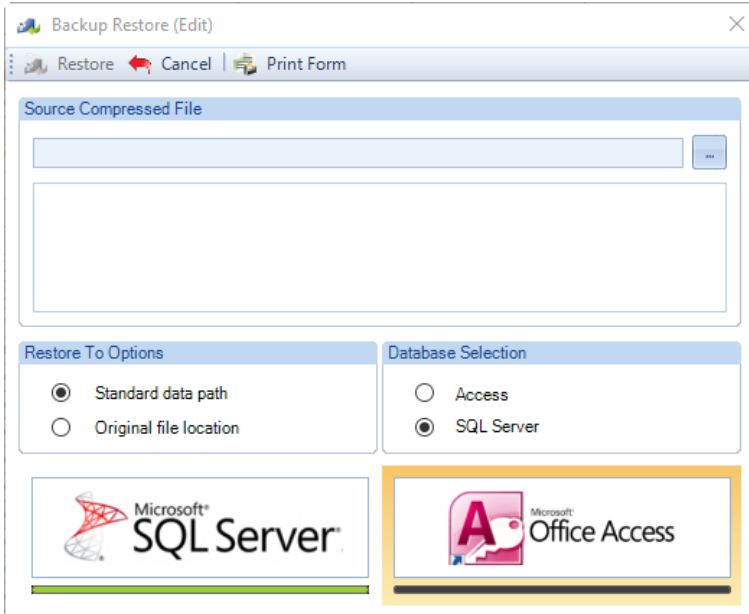 Backup Restore (Edit)
Restore Cancel Print Form
Source Compressed File
...
Restore To Options
Standard data path
Original file location
Database Selection
Access
SQL Server
Microsoft®
SQL Server®
Microsoft®
Office Access